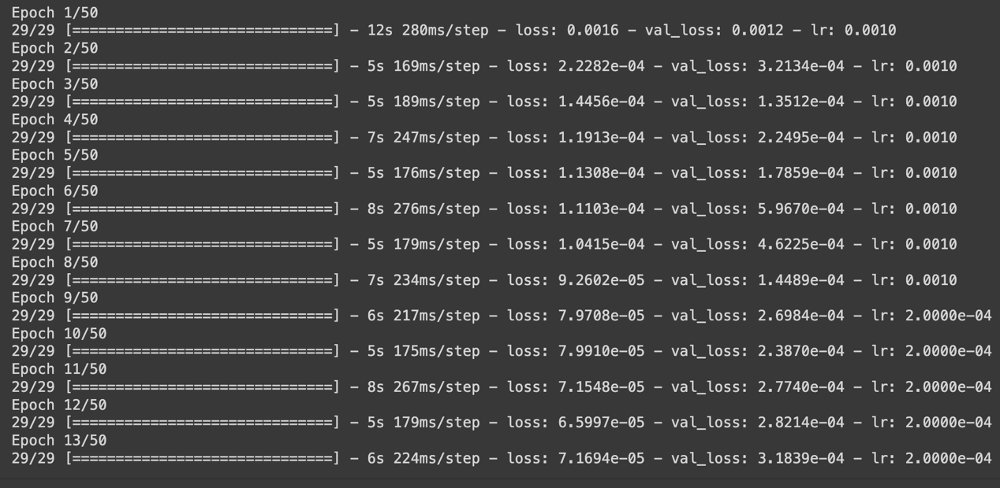 Epoch 1/50
29/29 [==============================] - 12s 280ms/step - loss: 0.0016 - val_loss: 0.0012 - lr: 0.0010
Epoch 2/50
29/29 [==============================] - 5s 169ms/step - loss: 2.2282e-04 - val_loss: 3.2134e-04 - lr: 0.0010
Epoch 3/50
29/29 [==============================] - 5s 189ms/step - loss: 1.4456e-04 - val_loss: 1.3512e-04 - lr: 0.0010
Epoch 4/50
29/29 [==============================] - 7s 247ms/step - loss: 1.1913e-04 - val_loss: 2.2495e-04 - lr: 0.0010
Epoch 5/50
29/29 [==============================] - 5s 176ms/step - loss: 1.1308e-04 - val_loss: 1.7859e-04 - lr: 0.0010
Epoch 6/50
29/29 [==============================] - 8s 276ms/step - loss: 1.1103e-04 - val_loss: 5.9670e-04 - lr: 0.0010
Epoch 7/50
29/29 [==============================] - 5s 179ms/step - loss: 1.0415e-04 - val_loss: 4.6225e-04 - lr: 0.0010
Epoch 8/50
29/29 [==============================] - 7s 234ms/step - loss: 9.2602e-05 - val_loss: 1.4489e-04 - lr: 0.0010
Epoch 9/50
29/29 [==============================] - 6s 217ms/step - loss: 7.9708e-05 - val_loss: 2.6984e-04 - lr: 2.0000e-04
Epoch 10/50
29/29 [==============================] - 5s 175ms/step - loss: 7.9910e-05 - val_loss: 2.3870e-04 - lr: 2.0000e-04
Epoch 11/50
29/29 [==============================] - 8s 267ms/step - loss: 7.1548e-05 - val_loss: 2.7740e-04 - lr: 2.0000e-04
Epoch 12/50
29/29 [==============================] - 5s 179ms/step - loss: 6.5997e-05 - val_loss: 2.8214e-04 - lr: 2.0000e-04
Epoch 13/50
29/29 [==============================] - 6s 224ms/step - loss: 7.1694e-05 - val_loss: 3.1839e-04 - lr: 2.0000e-04